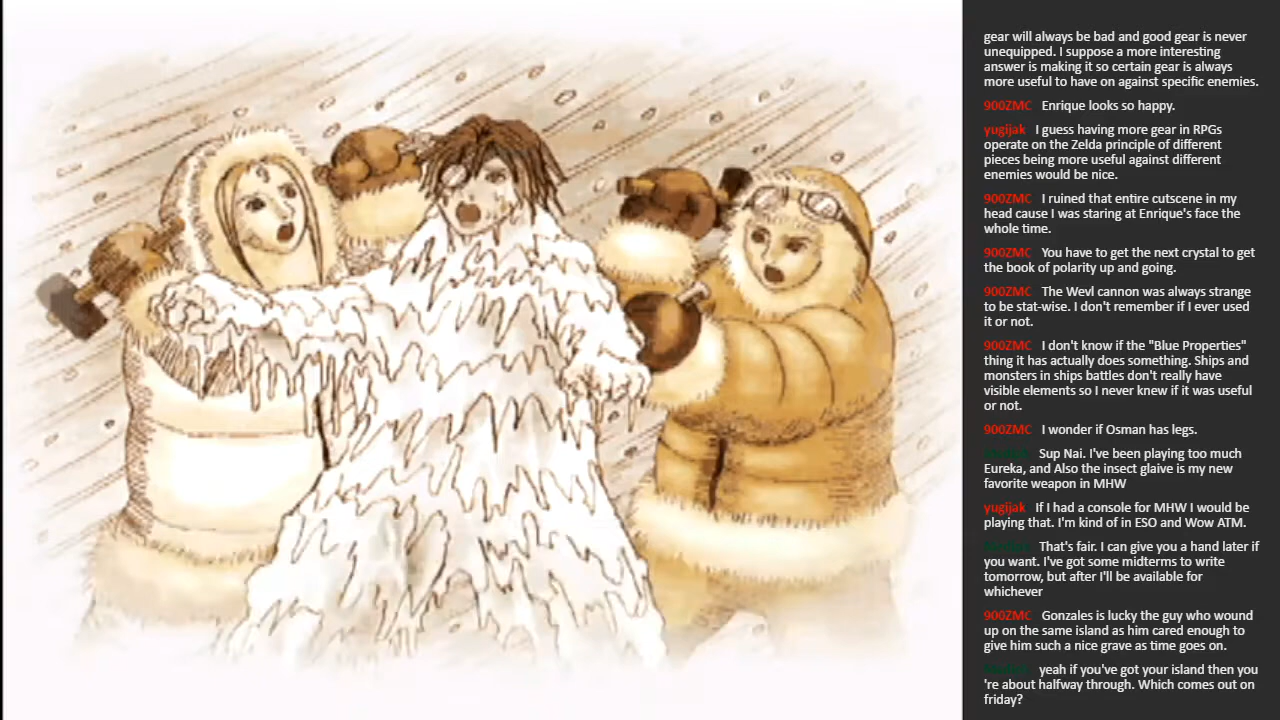 gear will always be bad and good gear is never
unequipped. I suppose a more interesting
answer is making it so certain gear is always
more useful to have on against specific enemies.
900ZMC Enrique looks so happy.
yugijak I guess having more gear in RPGs
operate on the Zelda principle of different
pieces being more useful against different
enemies would be nice.
900ZMC I ruined that entire cutscene in my
head cause I was staring at Enrique's face the
whole time.
900ZMC You have to get the next crystal to get
the book of polarity up and going.
900ZMC The Wevl cannon was always strange
to be stat-wise. I don't remember if I ever used
it or not.
900ZMC I don't know if the "Blue Properties"
thing it has actually does something. Ships and
monsters in ships battles don't really have
visible elements so I never knew if it was useful
or not.
900ZMC I wonder if Osman has legs.
Sup Nai. I've been playing too much
Eureka, and Also the insect glaive is my new
favorite weapon in MHW
yugijak If I had a console for MHW I would be
playing that. I'm kind of in ESO and Wow ATM.
That's fair. I can give you a hand later if
you want. I've got some midterms to write
tomorrow, but after I'll be available for
whichever
900ZMC Gonzales is lucky the guy who wound
up on the same island as him cared enough to
give him such a nice grave as time goes on.
yeah if you've got your island then you
're about halfway through. Which comes out on
friday?